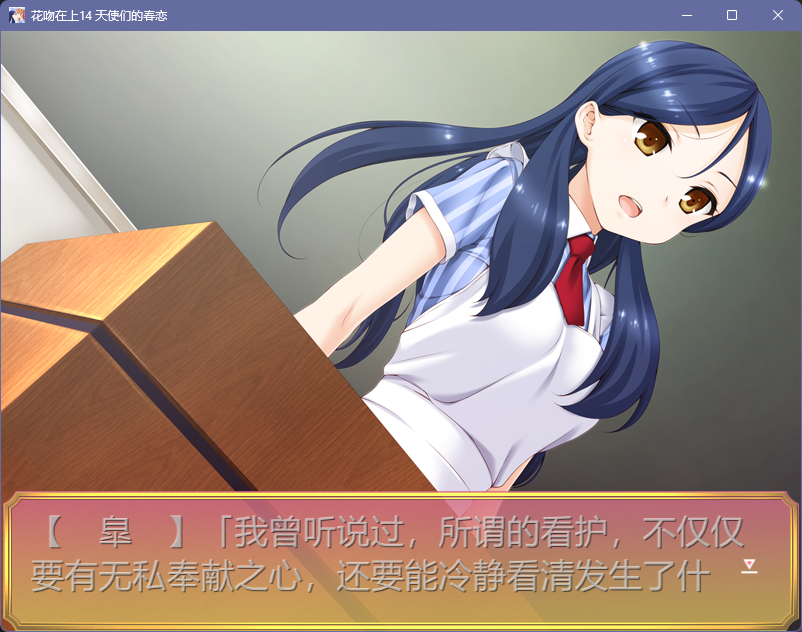 花吻在上14 天使们的春恋
【　皐　】「我曾听说过，所谓的看护，不仅仅
要有无私奉献之心，还要能冷静看清发生了什